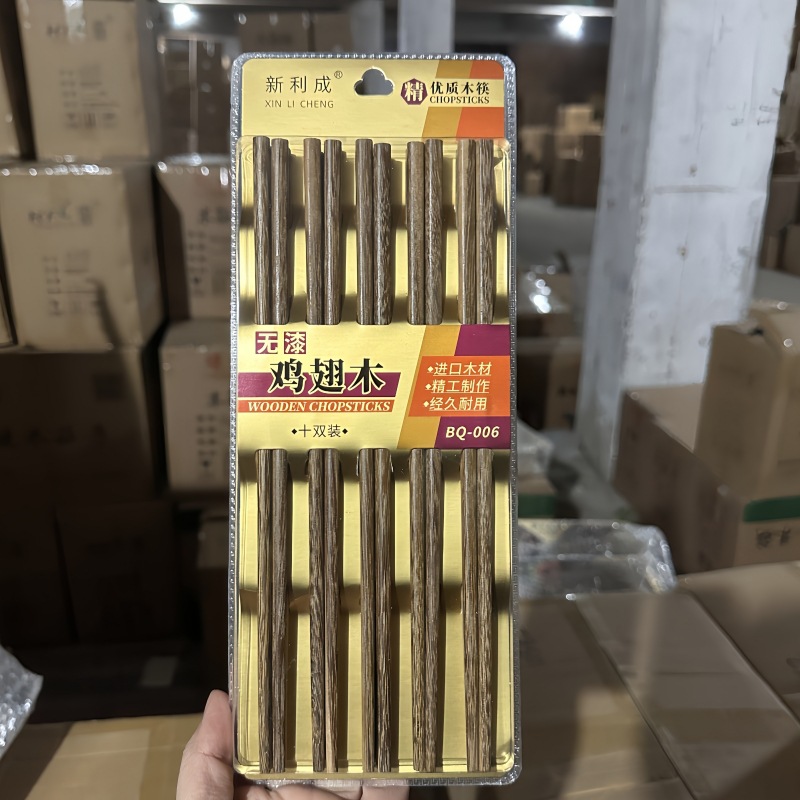 新利成®
XIN LI CHENG
精 优质木筷
CHOPSTICKS
无漆
鸡翅木
WOODEN CHOPSTICKS
◆十双装◆
◆进口木材
◆精工制作
◆经久耐用
BQ-006